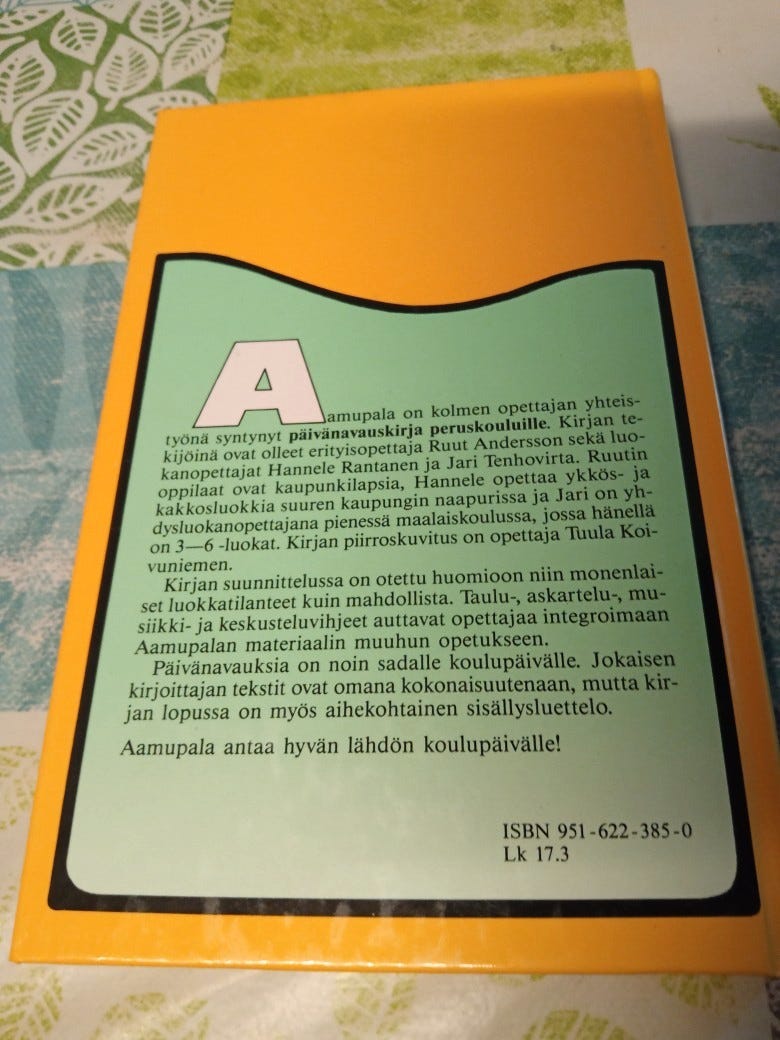 Aamupala on kolmen opettajan yhteis-
työnä syntynyt päivänavauskirja peruskouluille. Kirjan te-
kijöinä ovat olleet erityisopettaja Ruut Andersson sekä luo-
kanopettajat Hannele Rantanen ja Jari Tenhovirta. Ruutin
oppilaat ovat kaupunkilapsia, Hannele opettaa ykkös- ja
kakkosluokkia suuren kaupungin naapurissa ja Jari on yh-
dysluokanopettajana pienessä maalaiskoulussa, jossa hänellä
on 3—6 -luokat. Kirjan piirroskuvitus on opettaja Tuula Koi-
vuniemen.
Kirjan suunnittelussa on otettu huomioon niin monenlai-
set luokkatilanteet kuin mahdollista. Taulu-, askartelu-, mu-
siikki- ja keskusteluvihjeet auttavat opettajaa integroimaan
Aamupalan materiaalin muuhun opetukseen.
Päivänavauksia on noin sadalle koulupäivälle. Jokaisen
kirjoittajan tekstit ovat omana kokonaisuutenaan, mutta kir-
jan lopussa on myös aihekohtainen sisällysluettelo.
Aamupala antaa hyvän lähdön koulupäivälle!
ISBN 951-622-385-0
Lk 17.3